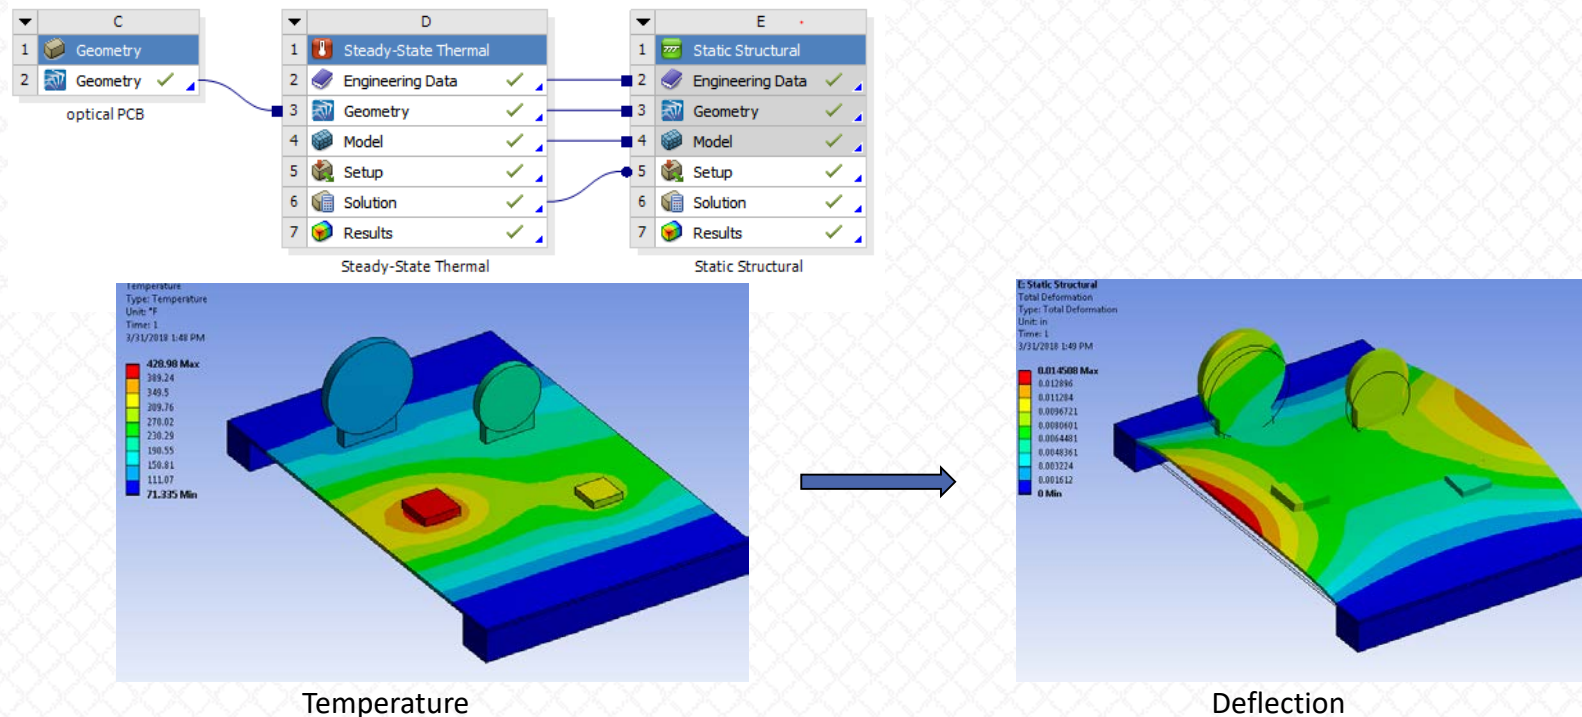 C
1 Geometry
2 Geometry
optical PCB
D
1 Steady-State Thermal
2 Engineering Data
3 Geometry
4 Model
5 Setup
6 Solution
7 Results
Steady-State Thermal
E
1 Static Structural
2 Engineering Data
3 Geometry
4 Model
5 Setup
6 Solution
7 Results
Static Structural
Temperature
Type: Temperature
Unit: °F
Time: 1
3/31/2018 1:48 PM
428.98 Max
389.24
349.5
309.76
270.02
230.29
190.55
150.81
111.07
71.335 Min
Temperature
E: Static Structural
Total Deformation
Type: Total Deformation
Unit: in
Time: 1
3/31/2018 1:49 PM
0.014508 Max
0.012896
0.011284
0.0096721
0.0080601
0.0064481
0.0048361
0.003224
0.001612
0 Min
Deflection